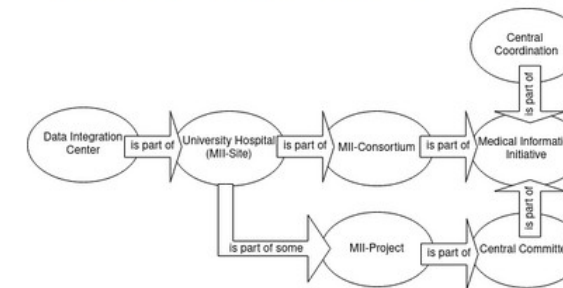 Central
Coordination
is part of
Data Integration
Center
is part of
University Hospital
(MII-Site)
is part of
MII-Consortium
is part of
Medical Informati
Initiative
is part of
is part of some
MII-Project
is part of
Central Committe